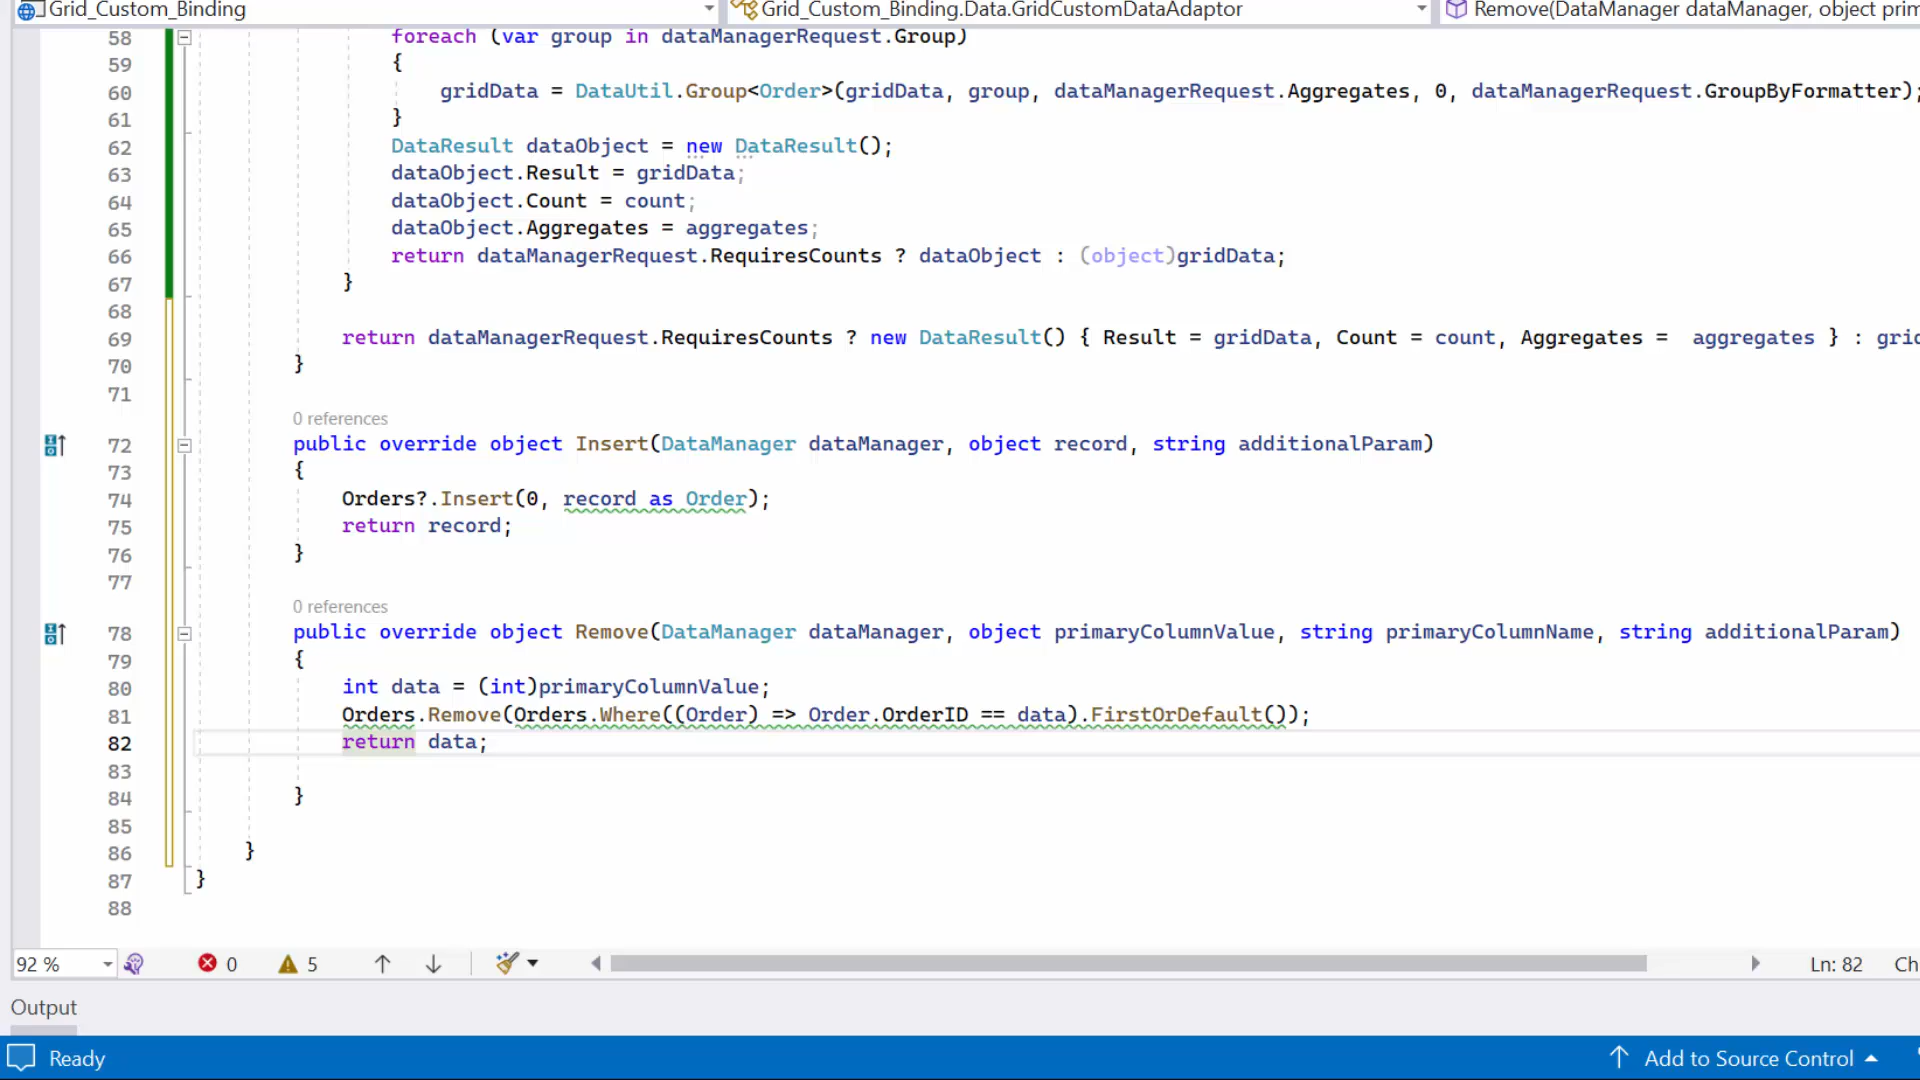 Grid_Custom_Binding
Grid_Custom_Binding.Data.GridCustomDataAdaptor
Remove(DataManager dataManager, object prim
58 foreach (var group in dataManagerRequest.Group)
59 {
60 gridData = DataUtil.Group<Order>(gridData, group, dataManagerRequest.Aggregates, 0, dataManagerRequest.GroupByFormatter);
61 }
62 DataResult dataObject = new DataResult();
63 dataObject.Result = gridData;
64 dataObject.Count = count;
65 dataObject.Aggregates = aggregates;
66 return dataManagerRequest.RequiresCounts ? dataObject : (object)gridData;
67 }
68
69 return dataManagerRequest.RequiresCounts ? new DataResult() { Result = gridData, Count = count, Aggregates = aggregates } : grid
70 }
71
0 references
72 public override object Insert(DataManager dataManager, object record, string additionalParam)
73 {
74 Orders?.Insert(0, record as Order);
75 return record;
76 }
77
0 references
78 public override object Remove(DataManager dataManager, object primaryColumnValue, string primaryColumnName, string additionalParam)
79 {
80 int data = (int)primaryColumnValue;
81 Orders.Remove(Orders.Where((Order) => Order.OrderID == data).FirstOrDefault());
82 return data;
83
84 }
85
86 }
87 }
88
92 % 0 5 Ln: 82 Ch
Output
Ready Add to Source Control